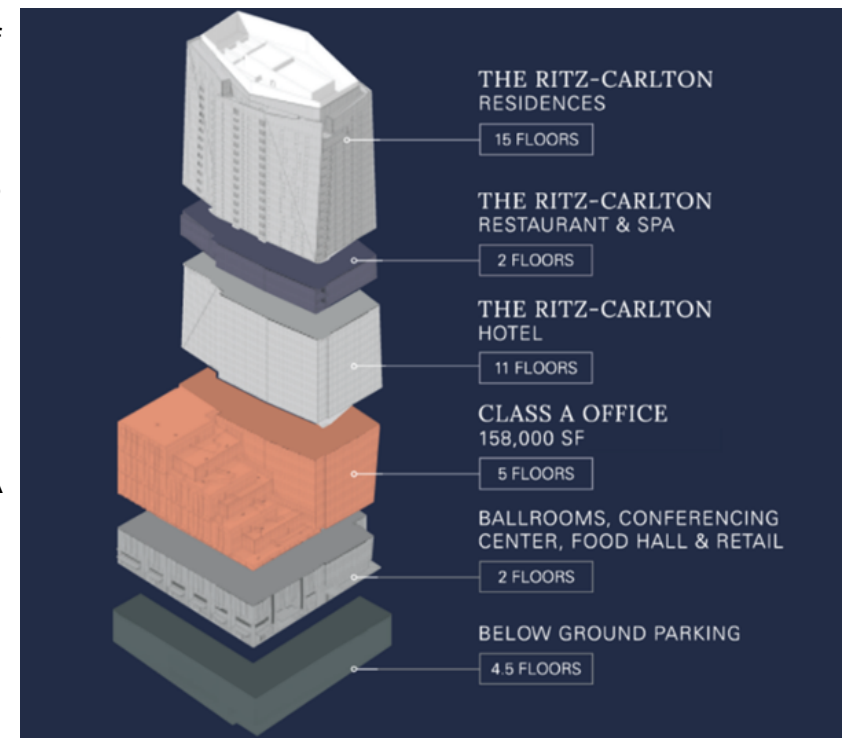 THE RITZ-CARLTON
RESIDENCES
15 FLOORS
THE RITZ-CARLTON
RESTAURANT & SPA
2 FLOORS
THE RITZ-CARLTON
HOTEL
11 FLOORS
CLASS A OFFICE
158,000 SF
5 FLOORS
BALLROOMS, CONFERENCING
CENTER, FOOD HALL & RETAIL
2 FLOORS
BELOW GROUND PARKING
4.5 FLOORS